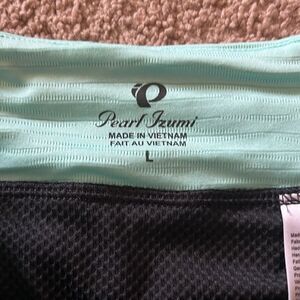 Pearl Izumi
MADE IN VIETNAM
FAIT AU VIETNAM
L